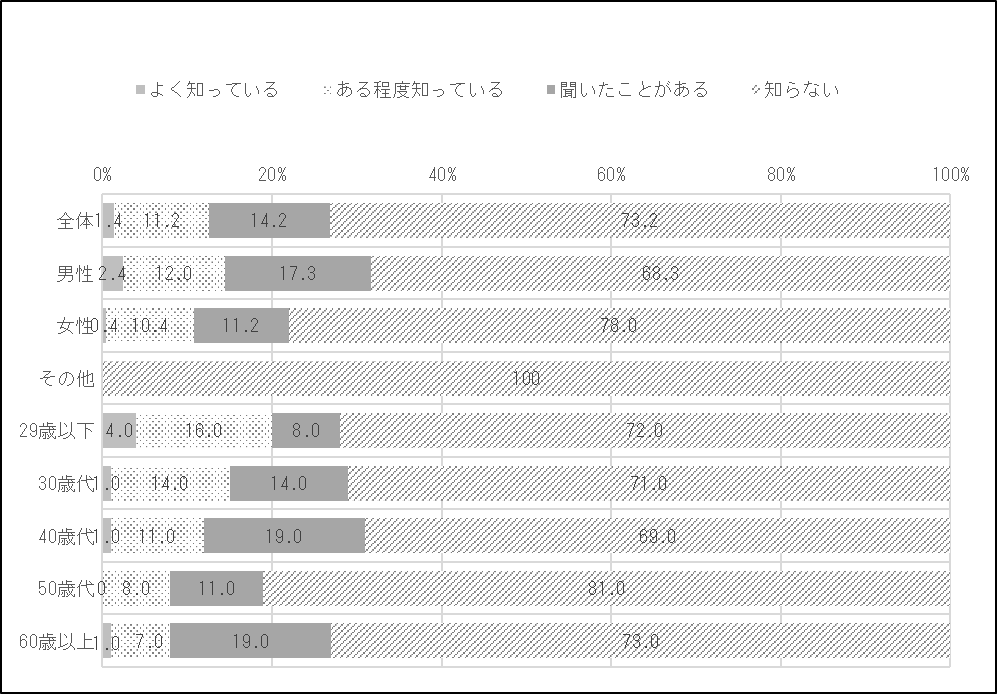 よく知っている ある程度知っている 聞いたことがある 知らない
0% 20% 40% 60% 80% 100%
全体 1.4 11.2 14.2 73.2
男性 2.4 12.0 17.3 68.3
女性 0.4 10.4 11.2 78.0
その他 100
29歳以下 4.0 16.0 8.0 72.0
30歳代 1.0 14.0 14.0 71.0
40歳代 1.0 11.0 19.0 69.0
50歳代 0 8.0 11.0 81.0
60歳以上 1.0 7.0 19.0 73.0